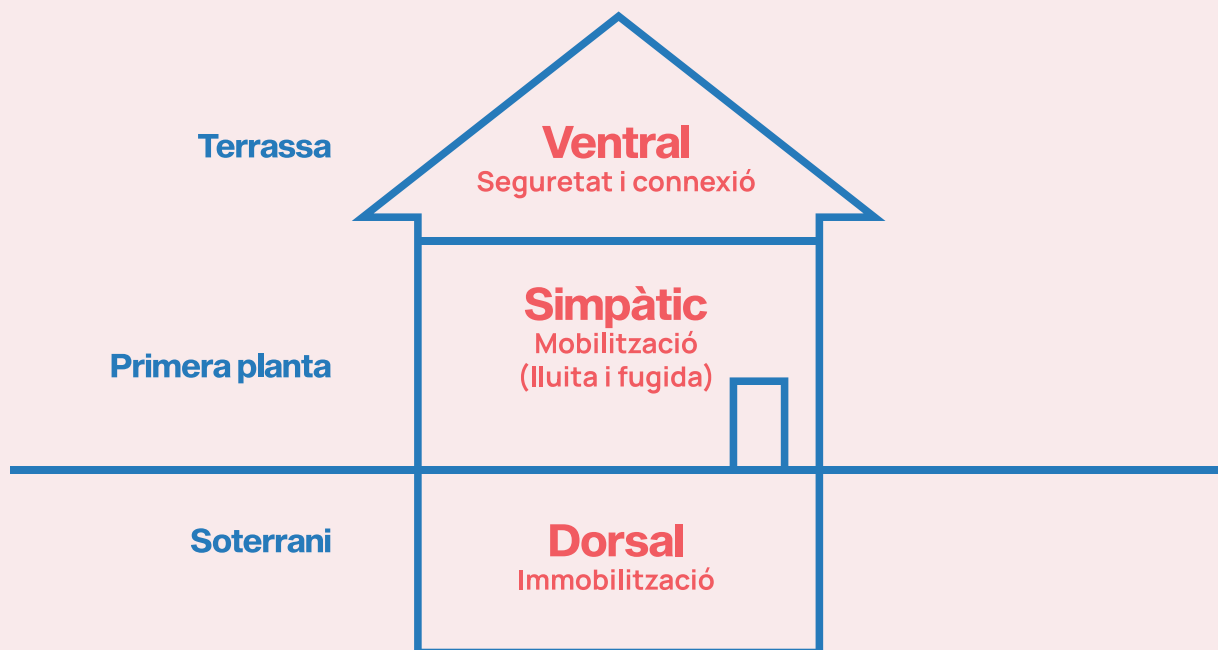 Terrassa
Ventral
Seguretat i connexió
Simpàtic
Mobilització
(lluita i fugida)
Primera planta
Soterrani
Dorsal
Immobilització